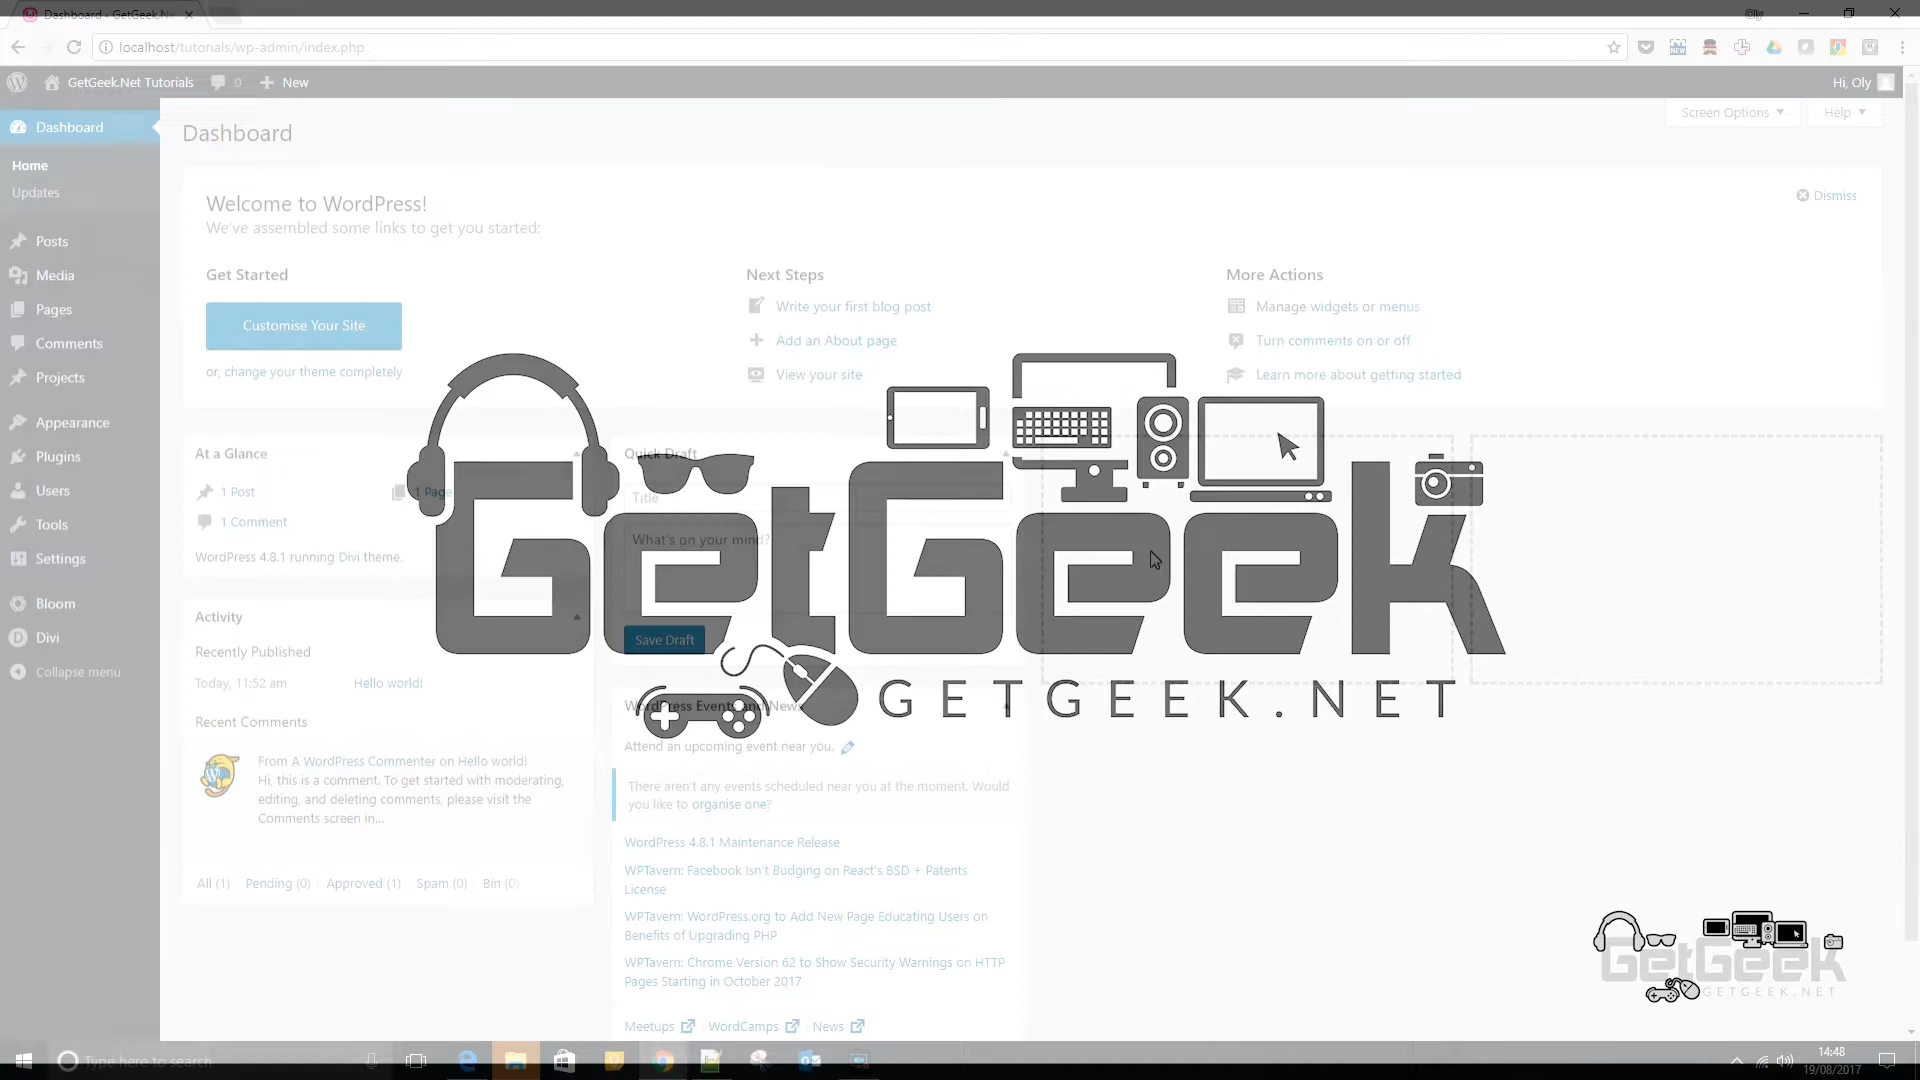 Dashboard ‹ GetGeek.Ne
Oly
localhost/tutorials/wp-admin/index.php
GetGeek.Net Tutorials
0
New
Hi, Oly
Dashboard
Home
Updates
Posts
Media
Pages
Comments
Projects
Appearance
Plugins
Users
Tools
Settings
Bloom
Divi
Collapse menu
Dashboard
Screen Options
Help
Welcome to WordPress!
We've assembled some links to get you started:
Dismiss
Get Started
Customise Your Site
or, change your theme completely
Next Steps
Write your first blog post
Add an About page
View your site
More Actions
Manage widgets or menus
Turn comments on or off
Learn more about getting started
At a Glance
1 Post
1 Page
1 Comment
WordPress 4.8.1 running Divi theme.
Activity
Recently Published
Today, 11:52 am
Hello world!
Recent Comments
From A WordPress Commenter on Hello world!
Hi, this is a comment. To get started with moderating,
editing, and deleting comments, please visit the
Comments screen in...
All (1)
Pending (0)
Approved (1)
Spam (0)
Bin (0)
Quick Draft
Title
What's on your mind?
Save Draft
WordPress Events and News
Attend an upcoming event near you.
There aren't any events scheduled near you at the moment. Would
you like to organise one?
WordPress 4.8.1 Maintenance Release
WPTavern: Facebook Isn't Budging on React's BSD + Patents
License
WPTavern: WordPress.org to Add New Page Educating Users on
Benefits of Upgrading PHP
WPTavern: Chrome Version 62 to Show Security Warnings on HTTP
Pages Starting in October 2017
Meetups
WordCamps
News
GetGeek
GETGEEK.NET
GetGeek
GETGEEK.NET
Type here to search
14:48
19/08/2017